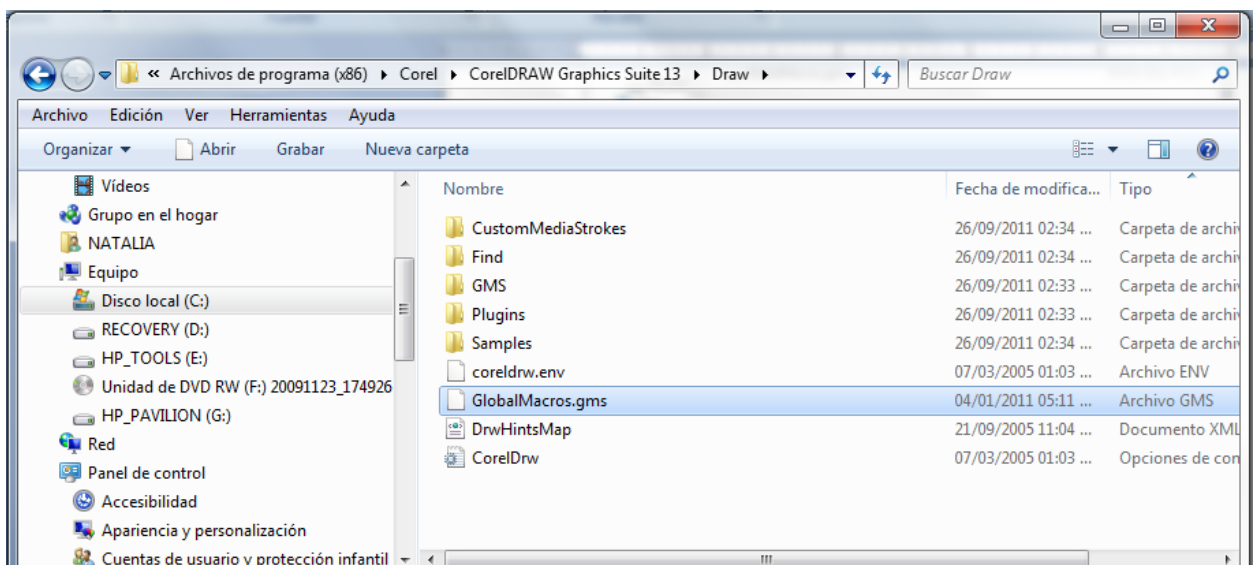 « Archivos de programa (x86) Corel CorelDRAW Graphics Suite 13 Draw Buscar Draw
Archivo Edición Ver Herramientas Ayuda
Organizar Abrir Grabar Nueva carpeta
Vídeos
Grupo en el hogar
NATALIA
Equipo
Disco local (C:)
RECOVERY (D:)
HP_TOOLS (E:)
Unidad de DVD RW (F:) 20091123_174926
HP_PAVILION (G:)
Red
Panel de control
Accesibilidad
Apariencia y personalización
Cuentas de usuario y protección infantil
Nombre Fecha de modifica... Tipo
CustomMediaStrokes 26/09/2011 02:34 ... Carpeta de archi
Find 26/09/2011 02:34 ... Carpeta de archi
GMS 26/09/2011 02:33 ... Carpeta de archi
Plugins 26/09/2011 02:33 ... Carpeta de archi
Samples 26/09/2011 02:34 ... Carpeta de archi
coreldrw.env 07/03/2005 01:03 ... Archivo ENV
GlobalMacros.gms 04/01/2011 05:11 ... Archivo GMS
DrwHintsMap 21/09/2005 11:04 ... Documento XML
CorelDrw 07/03/2005 01:03 ... Opciones de con